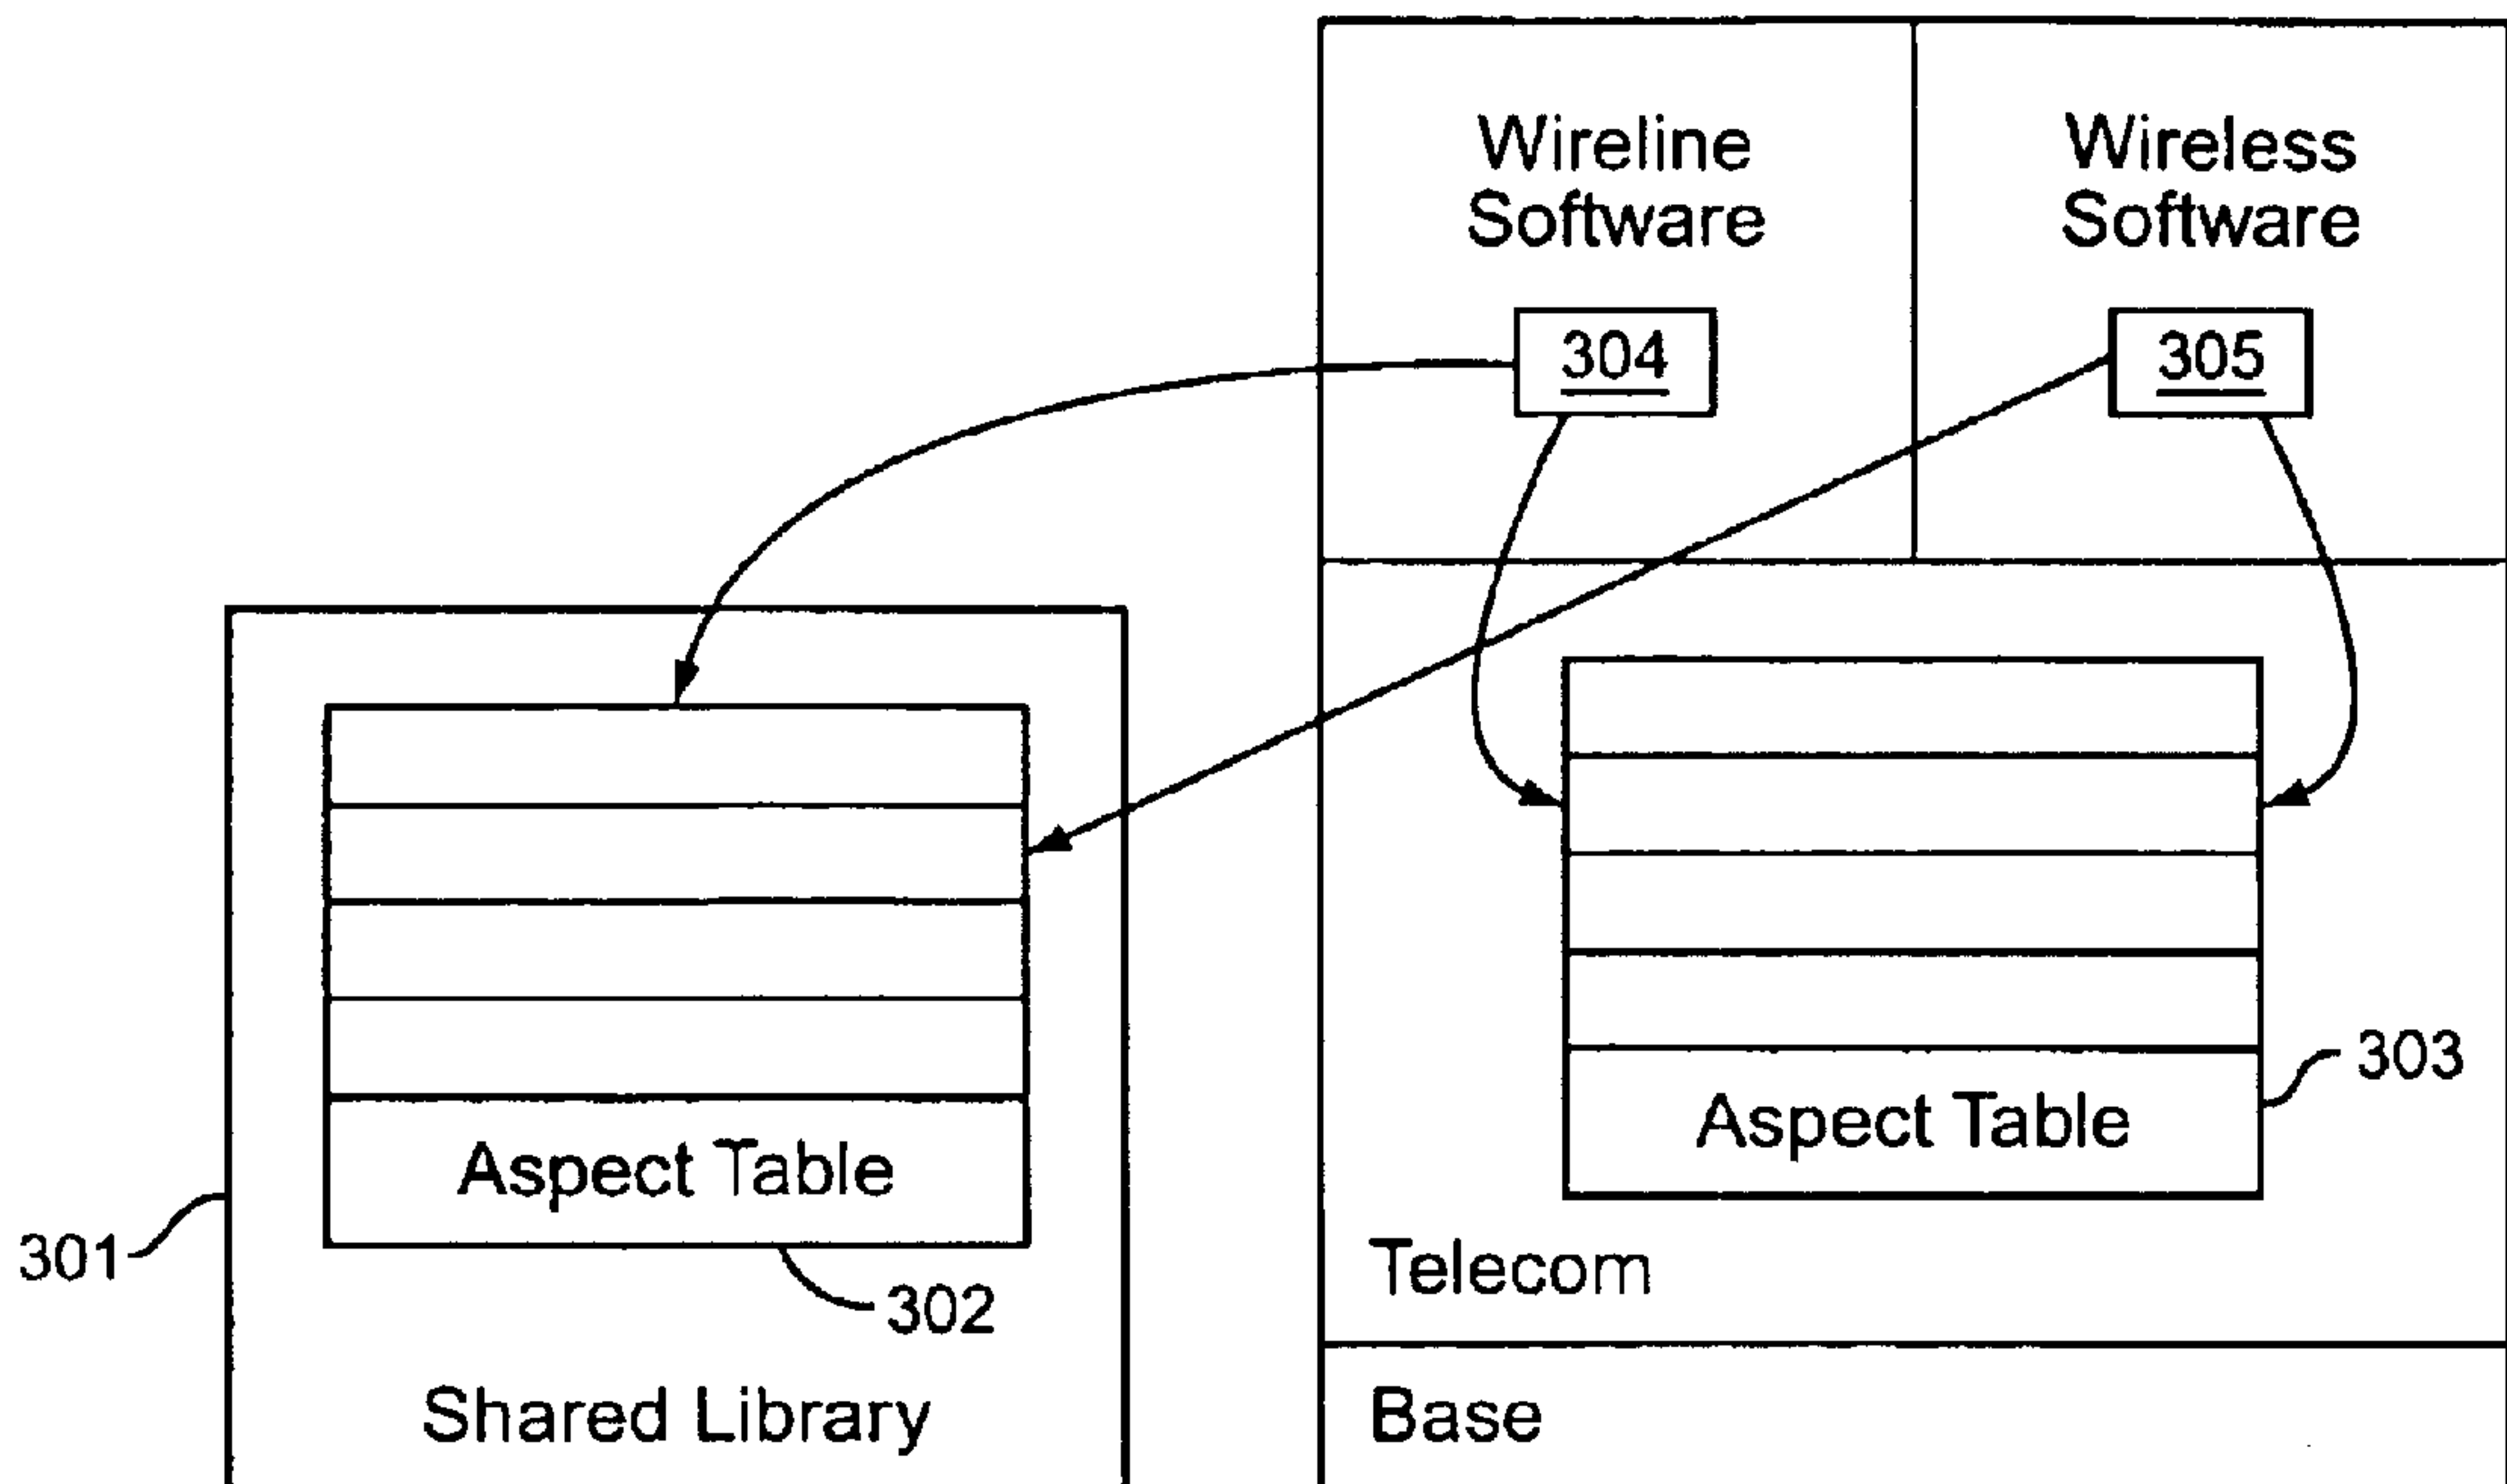 Wireline
Software
Wireless
Software
304
305
303
Aspect Table
Aspect Table
301
302
Telecom
Shared Library
Base